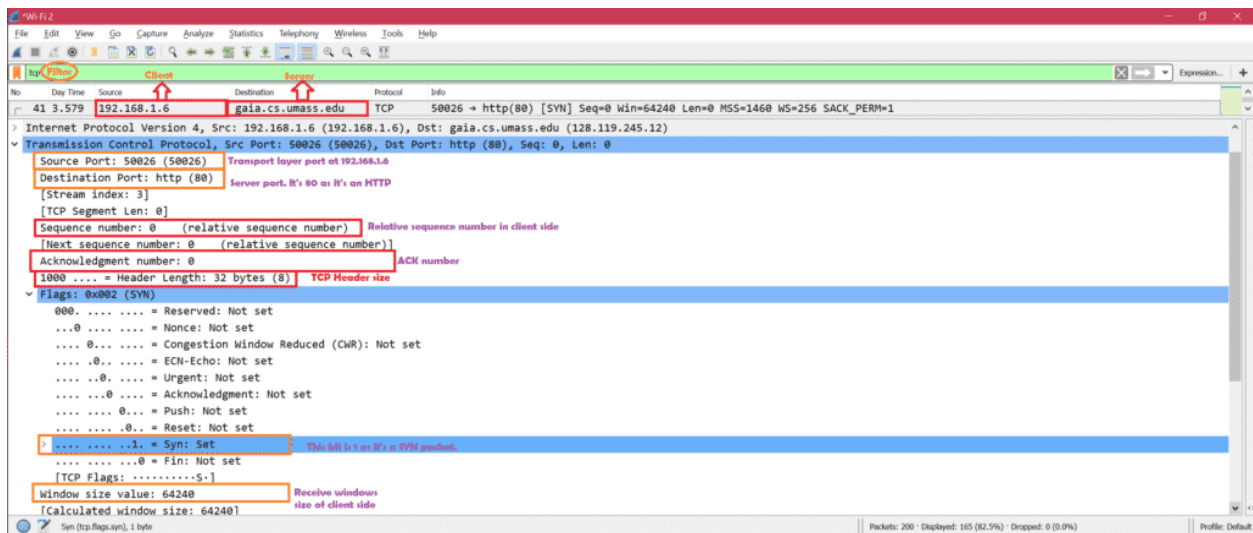 *Wi-Fi 2
File Edit View Go Capture Analyze Statistics Telephony Wireless Tools Help
tcp Filter Expression... +
Client Server
No Day Time Source Destination Protocol Info
41 3.579 192.168.1.6 gaia.cs.umass.edu TCP 50026 → http(80) [SYN] Seq=0 Win=64240 Len=0 MSS=1460 WS=256 SACK_PERM=1
Internet Protocol Version 4, Src: 192.168.1.6 (192.168.1.6), Dst: gaia.cs.umass.edu (128.119.245.12)
Transmission Control Protocol, Src Port: 50026 (50026), Dst Port: http (80), Seq: 0, Len: 0
Source Port: 50026 (50026) Transport layer port at 192.168.1.6
Destination Port: http (80) Server port. It's 80 as it's an HTTP
[Stream index: 3]
[TCP Segment Len: 0]
Sequence number: 0 (relative sequence number) Relative sequence number in client side
[Next sequence number: 0 (relative sequence number)]
Acknowledgment number: 0 ACK number
1000 .... = Header Length: 32 bytes (8) TCP Header size
Flags: 0x002 (SYN)
000. .... .... = Reserved: Not set
...0 .... .... = Nonce: Not set
.... 0... .... = Congestion Window Reduced (CWR): Not set
.... .0.. .... = ECN-Echo: Not set
.... ..0. .... = Urgent: Not set
.... ...0 .... = Acknowledgment: Not set
.... .... 0... = Push: Not set
.... .... .0.. = Reset: Not set
.... .... ..1. = Syn: Set This bit is 1 as it's a SYN packet.
.... .... ...0 = Fin: Not set
[TCP Flags: ··········S·]
Window size value: 64240 Receive windows
size of client side
[Calculated window size: 64240]
Syn (tcp.flags.syn), 1 byte Packets: 200 · Displayed: 165 (82.5%) · Dropped: 0 (0.0%) Profile: Default